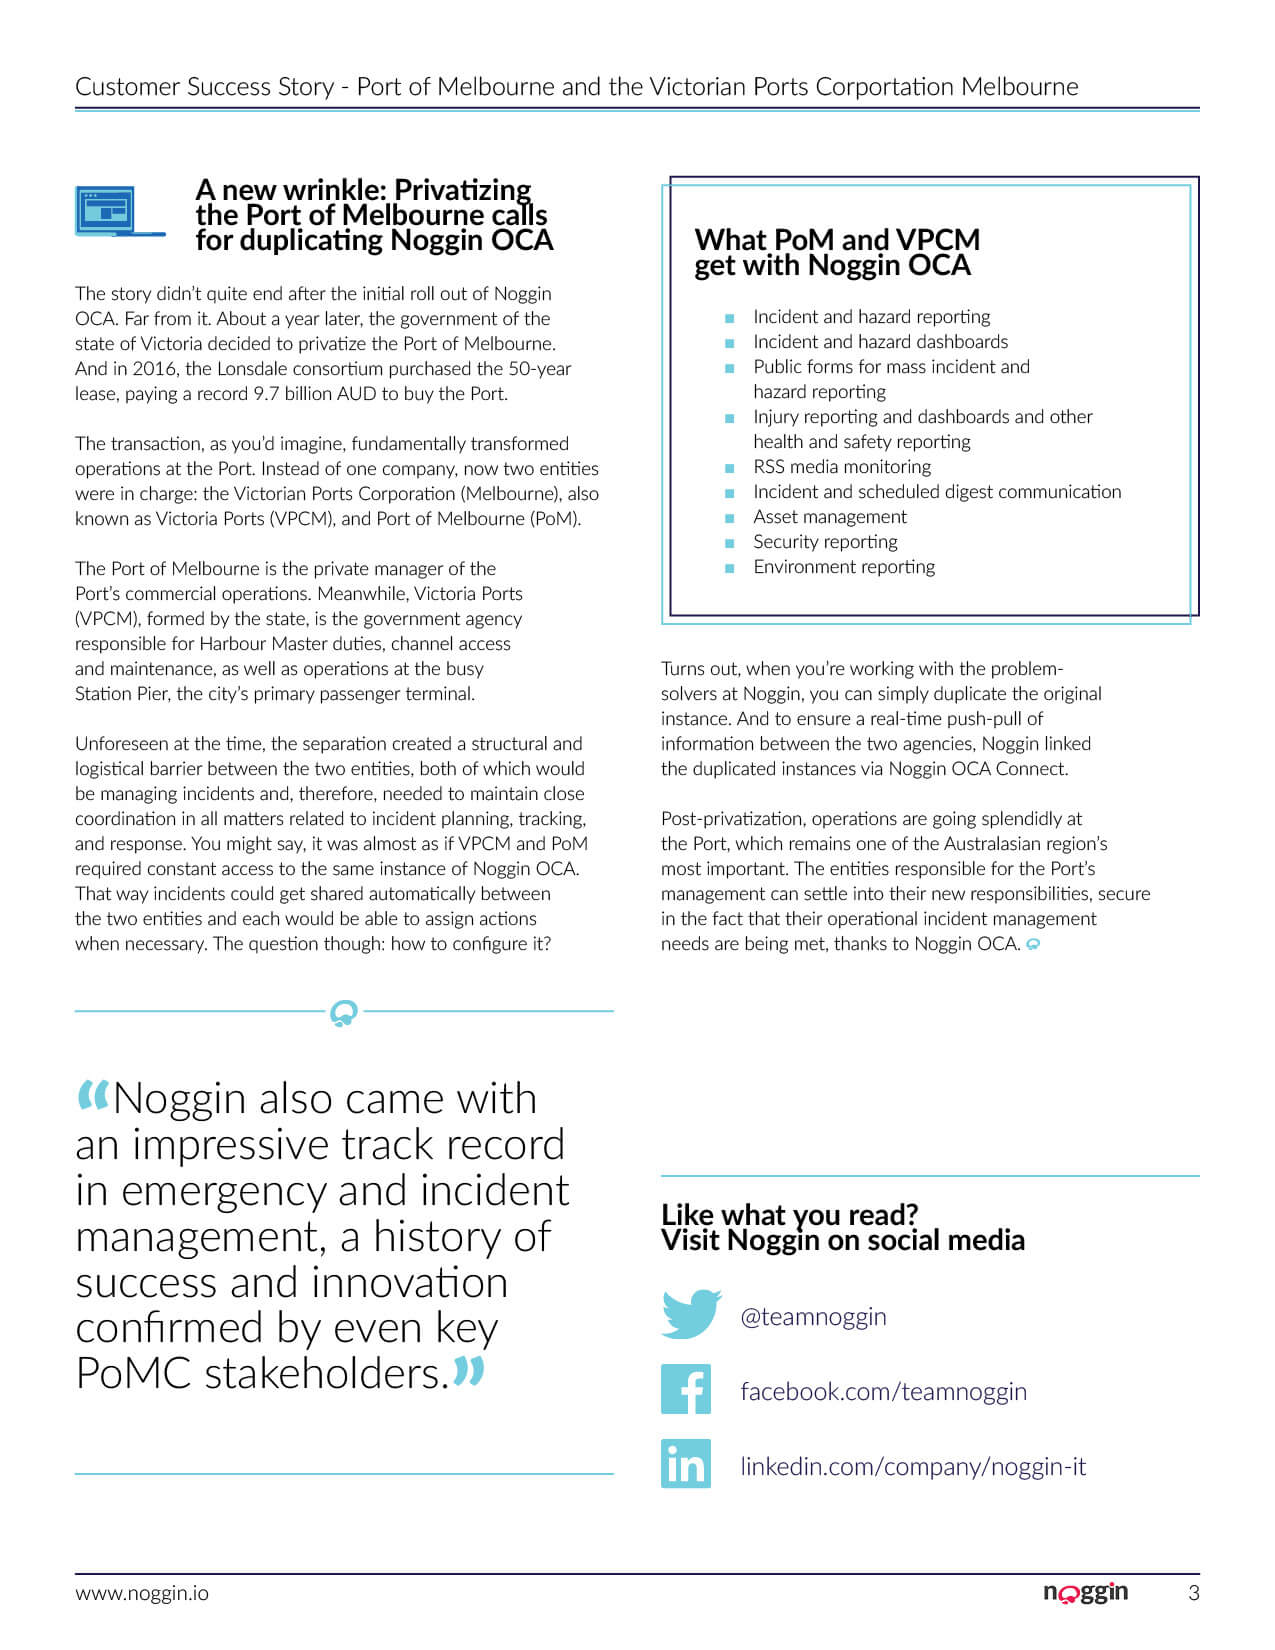 Customer Success Story - Port of Melbourne and the Victorian Ports Corportation Melbourne
A new wrinkle: Privatizing
the Port of Melbourne calls
for duplicating Noggin OCA
The story didn't quite end after the initial roll out of Noggin
OCA. Far from it. About a year later, the government of the
state of Victoria decided to privatize the Port of Melbourne.
And in 2016, the Lonsdale consortium purchased the 50-year
lease, paying a record 9.7 billion AUD to buy the Port.
The transaction, as you'd imagine, fundamentally transformed
operations at the Port. Instead of one company, now two entities
were in charge: the Victorian Ports Corporation (Melbourne), also
known as Victoria Ports (VPCM), and Port of Melbourne (PoM).
The Port of Melbourne is the private manager of the
Port's commercial operations. Meanwhile, Victoria Ports
(VPCM), formed by the state, is the government agency
responsible for Harbour Master duties, channel access
and maintenance, as well as operations at the busy
Station Pier, the city's primary passenger terminal.
Unforeseen at the time, the separation created a structural and
logistical barrier between the two entities, both of which would
be managing incidents and, therefore, needed to maintain close
coordination in all matters related to incident planning, tracking,
and response. You might say, it was almost as if VPCM and PoM
required constant access to the same instance of Noggin OCA.
That way incidents could get shared automatically between
the two entities and each would be able to assign actions
when necessary. The question though: how to configure it?
“Noggin also came with
an impressive track record
in emergency and incident
management, a history of
success and innovation
confirmed by even key
PoMC stakeholders.”
What PoM and VPCM
get with Noggin OCA
■ Incident and hazard reporting
■ Incident and hazard dashboards
■ Public forms for mass incident and
hazard reporting
■ Injury reporting and dashboards and other
health and safety reporting
■ RSS media monitoring
■ Incident and scheduled digest communication
■ Asset management
■ Security reporting
■ Environment reporting
Turns out, when you're working with the problem-
solvers at Noggin, you can simply duplicate the original
instance. And to ensure a real-time push-pull of
information between the two agencies, Noggin linked
the duplicated instances via Noggin OCA Connect.
Post-privatization, operations are going splendidly at
the Port, which remains one of the Australasian region's
most important. The entities responsible for the Port's
management can settle into their new responsibilities, secure
in the fact that their operational incident management
needs are being met, thanks to Noggin OCA.
Like what you read?
Visit Noggin on social media
@teamnoggin
facebook.com/teamnoggin
linkedin.com/company/noggin-it
www.noggin.io
noggin
3